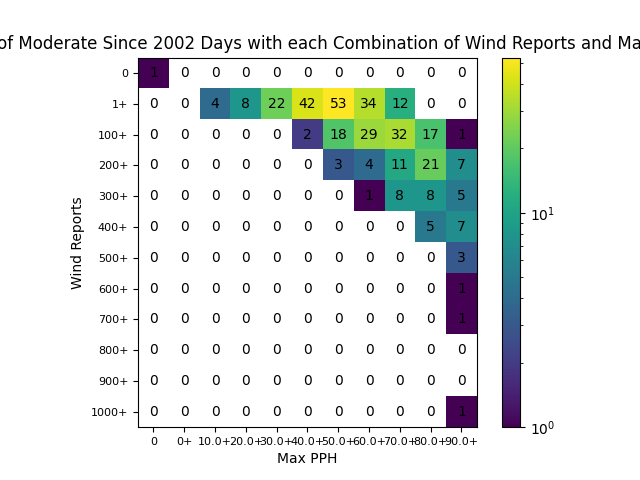 of Moderate Since 2002 Days with each Combination of Wind Reports and Ma
0 1 0 0 0 0 0 0 0 0 0 0
1+ 0 0 4 8 22 42 53 34 12 0 0
100+ 0 0 0 0 0 2 18 29 32 17 1
200+ 0 0 0 0 0 0 3 4 11 21 7
300+ 0 0 0 0 0 0 0 1 8 8 5
400+ 0 0 0 0 0 0 0 0 0 5 7
500+ 0 0 0 0 0 0 0 0 0 0 3
600+ 0 0 0 0 0 0 0 0 0 0 1
700+ 0 0 0 0 0 0 0 0 0 0 1
800+ 0 0 0 0 0 0 0 0 0 0 0
900+ 0 0 0 0 0 0 0 0 0 0 0
1000+ 0 0 0 0 0 0 0 0 0 0 1
0 0+ 10.0+ 20.0+ 30.0+ 40.0+ 50.0+ 60.0+ 70.0+ 80.0+ 90.0+
Max PPH
Wind Reports
10¹
10⁰